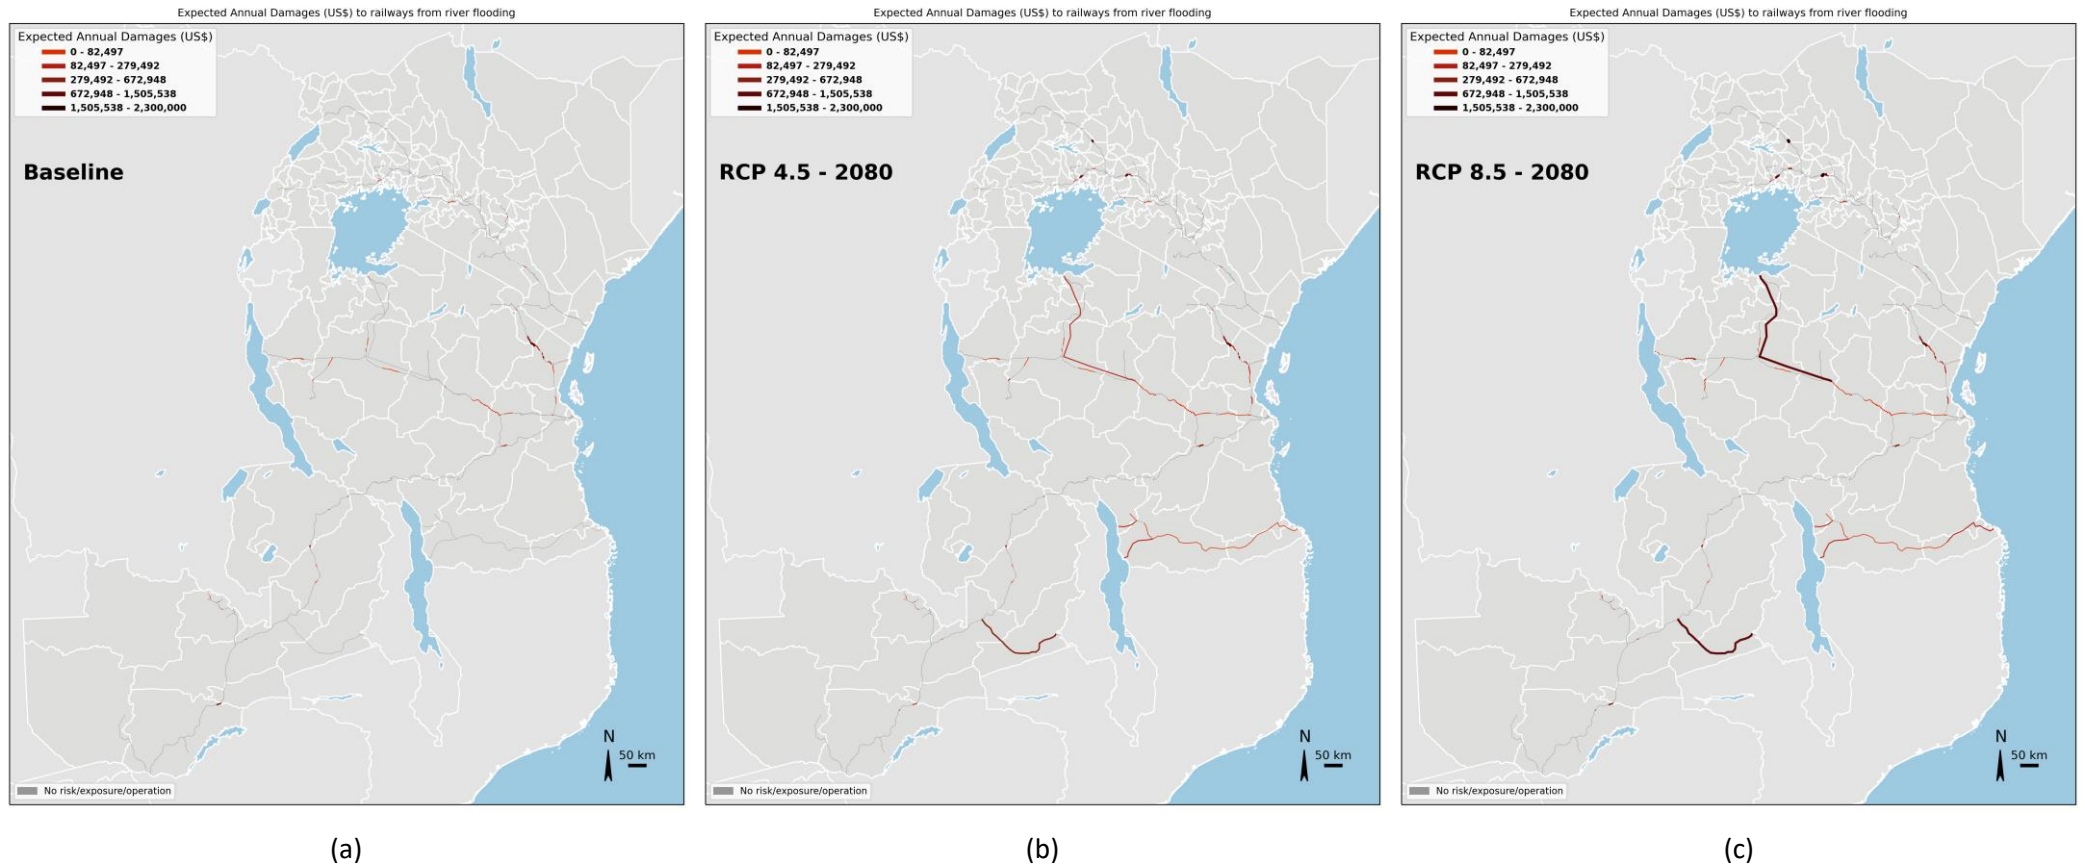 Expected Annual Damages (US$) to railways from river flooding
Expected Annual Damages (US$)
0 - 82,497
82,497 - 279,492
279,492 - 672,948
672,948 - 1,505,538
1,505,538 - 2,300,000
Baseline
N
50 km
No risk/exposure/operation
(a)
Expected Annual Damages (US$) to railways from river flooding
Expected Annual Damages (US$)
0 - 82,497
82,497 - 279,492
279,492 - 672,948
672,948 - 1,505,538
1,505,538 - 2,300,000
RCP 4.5 - 2080
N
50 km
No risk/exposure/operation
(b)
Expected Annual Damages (US$) to railways from river flooding
Expected Annual Damages (US$)
0 - 82,497
82,497 - 279,492
279,492 - 672,948
672,948 - 1,505,538
1,505,538 - 2,300,000
RCP 8.5 - 2080
N
50 km
No risk/exposure/operation
(c)